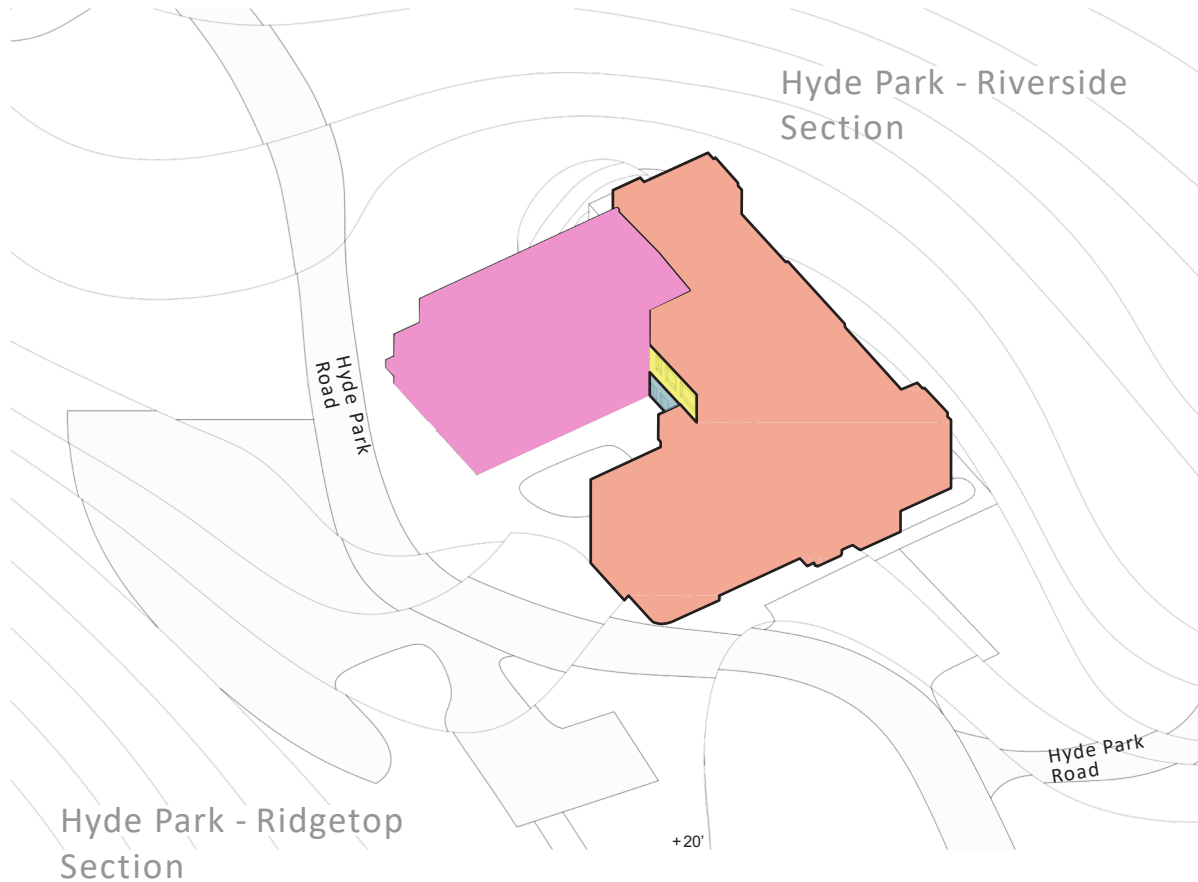 Hyde Park - Riverside
Section
Hyde Park
Road
Hyde Park
Road
Hyde Park - Ridgetop
Section
+20'